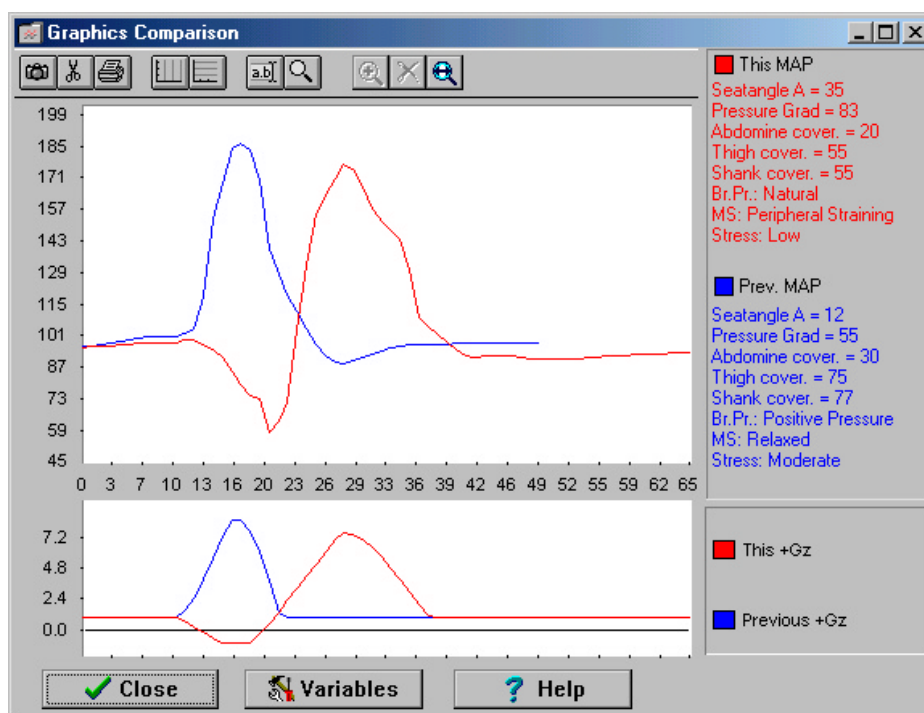 Graphics Comparison
a.b
This MAP
Seatangle A = 35
Pressure Grad = 83
Abdomine cover. = 20
Thigh cover. = 55
Shank cover. = 55
Br.Pr.: Natural
MS: Peripheral Straining
Stress: Low
Prev. MAP
Seatangle A = 12
Pressure Grad = 55
Abdomine cover. = 30
Thigh cover. = 75
Shank cover. = 77
Br.Pr.: Positive Pressure
MS: Relaxed
Stress: Moderate
199
185
171
157
143
129
115
101
87
73
59
45
0 3 7 10 13 16 20 23 26 29 33 36 39 42 46 49 52 55 59 62 65
7.2
4.8
2.4
0.0
This +Gz
Previous +Gz
Close Variables ? Help